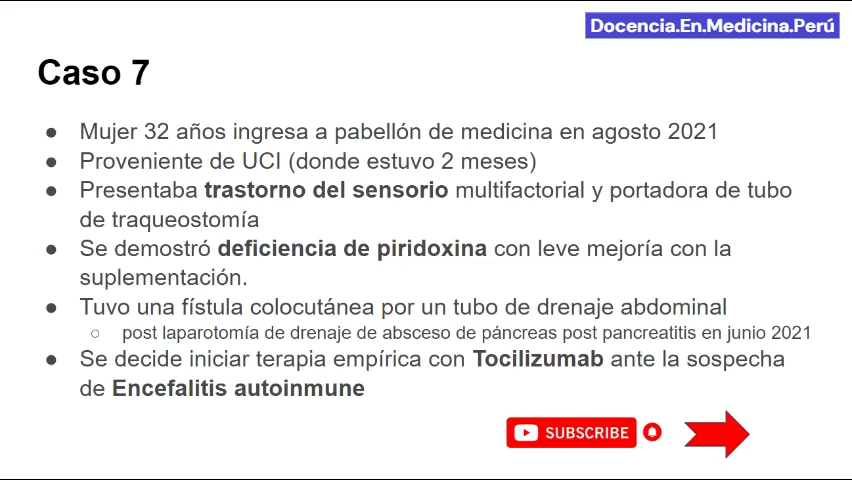 Docencia.En.Medicina.Perú
Caso 7
● Mujer 32 años ingresa a pabellón de medicina en agosto 2021
● Proveniente de UCI (donde estuvo 2 meses)
● Presentaba trastorno del sensorio multifactorial y portadora de tubo
de traqueostomía
● Se demostró deficiencia de piridoxina con leve mejoría con la
suplementación.
● Tuvo una fístula colocutánea por un tubo de drenaje abdominal
○ post laparotomía de drenaje de absceso de páncreas post pancreatitis en junio 2021
● Se decide iniciar terapia empírica con Tocilizumab ante la sospecha
de Encefalitis autoinmune
SUBSCRIBE